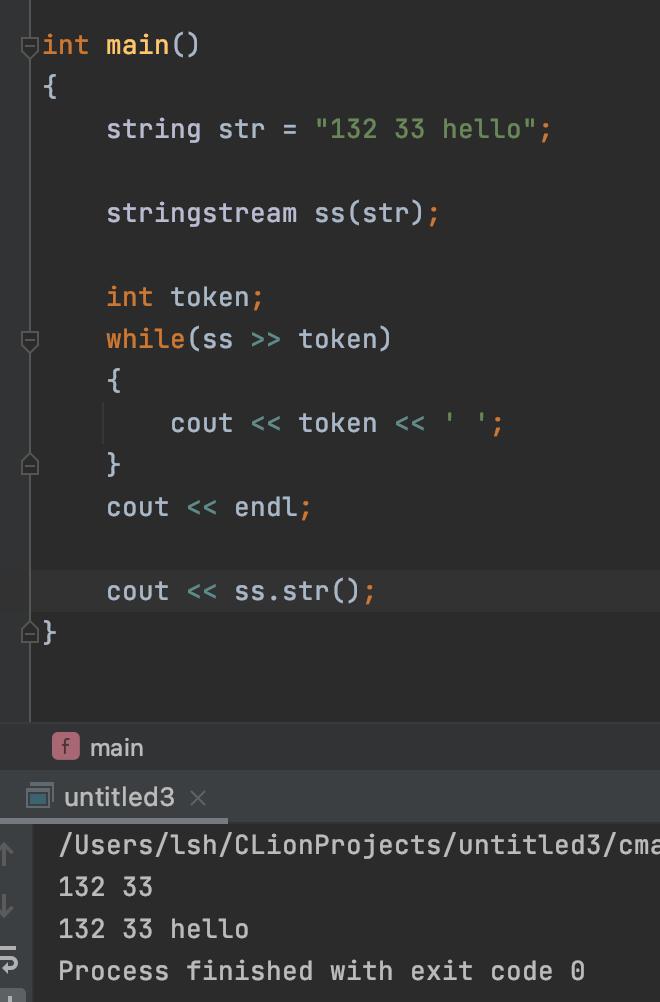 int main()
{
    string str = "132 33 hello";
    stringstream ss(str);
    int token;
    while(ss >> token)
    {
        cout << token << ' ';
    }
    cout << endl;
    cout << ss.str();
}
f main
untitled3 ×
/Users/lsh/CLionProjects/untitled3/cma
132 33
132 33 hello
Process finished with exit code 0